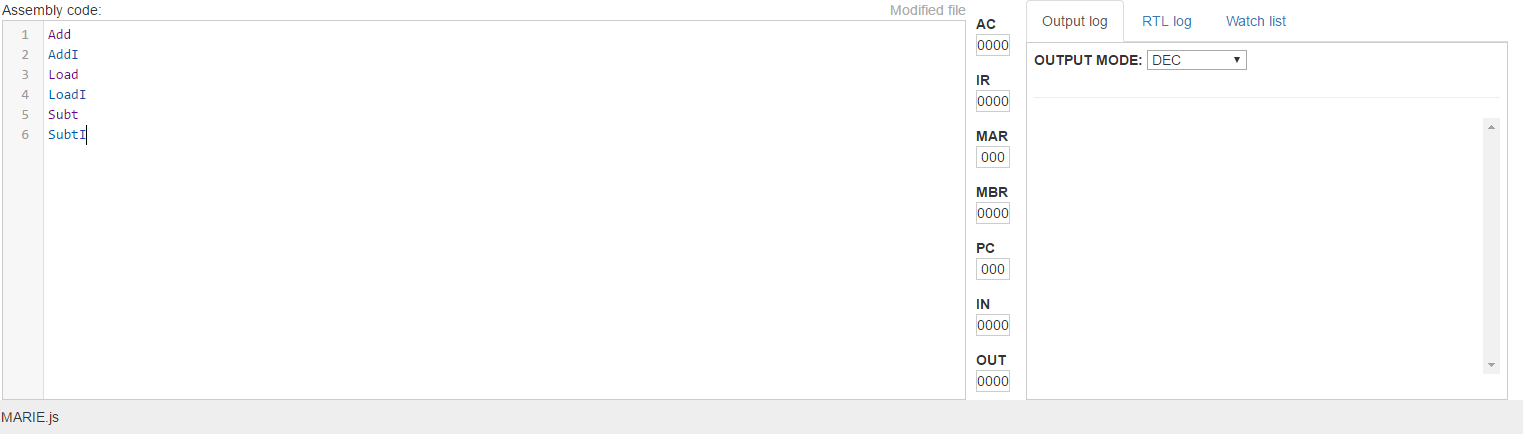 Assembly code:
Modified file
1 Add
2 AddI
3 Load
4 LoadI
5 Subt
6 SubtI
AC
0000
IR
0000
MAR
000
MBR
0000
PC
000
IN
0000
OUT
0000
Output log
RTL log
Watch list
OUTPUT MODE: DEC
MARIE.js